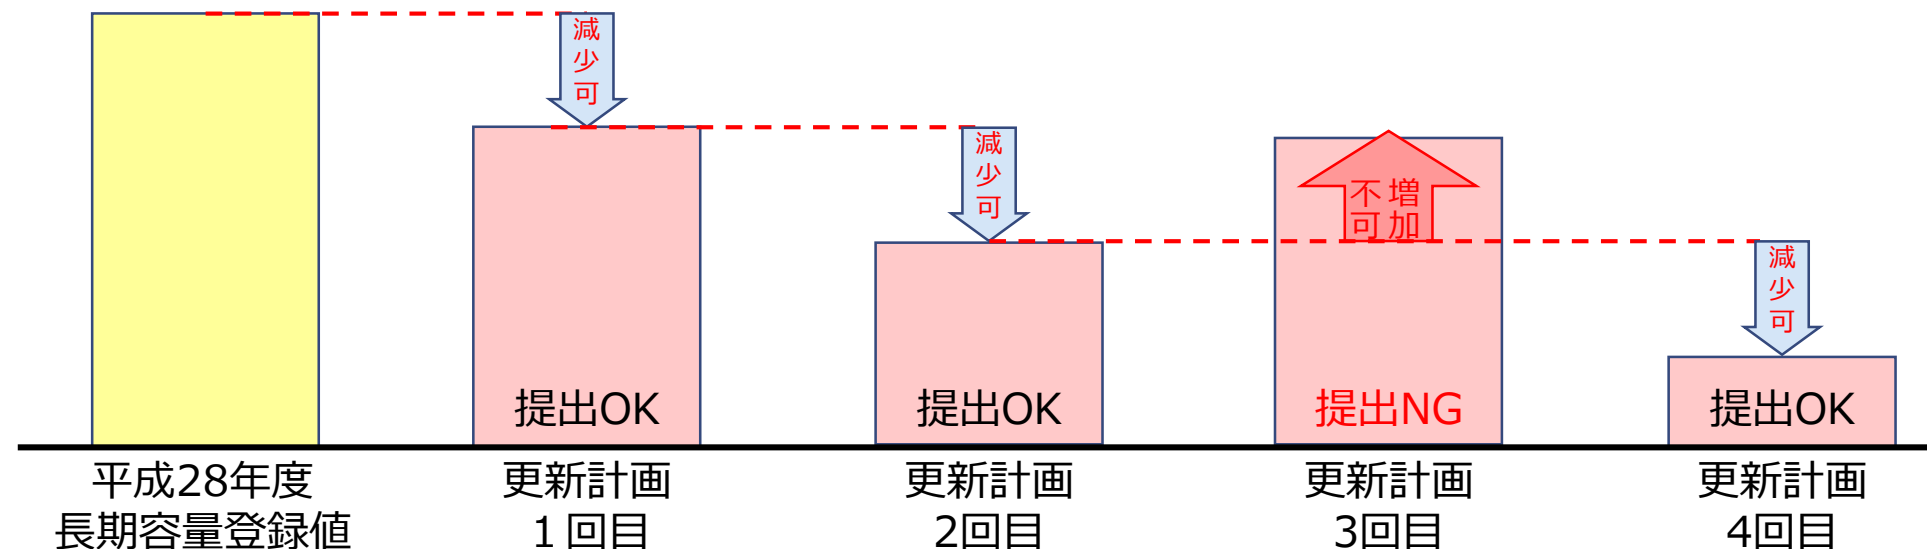 減少可
減少可
増加
不可
減少可
提出OK
提出OK
提出NG
提出OK
平成28年度
長期容量登録値
更新計画
１回目
更新計画
2回目
更新計画
3回目
更新計画
4回目